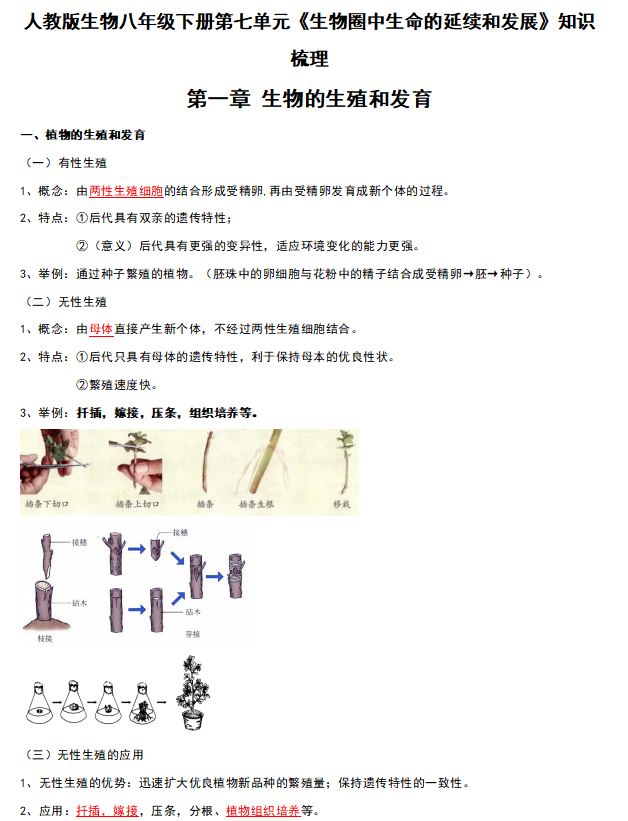 人教版生物八年级下册第七单元《生物圈中生命的延续和发展》知识
梳理
第一章 生物的生殖和发育
一、植物的生殖和发育
（一）有性生殖
1、概念：由两性生殖细胞的结合形成受精卵,再由受精卵发育成新个体的过程。
2、特点：①后代具有双亲的遗传特性；
②（意义）后代具有更强的变异性，适应环境变化的能力更强。
3、举例：通过种子繁殖的植物。（胚珠中的卵细胞与花粉中的精子结合成受精卵→胚→种子）。
（二）无性生殖
1、概念：由母体直接产生新个体，不经过两性生殖细胞结合。
2、特点：①后代只具有母体的遗传特性，利于保持母本的优良性状。
②繁殖速度快。
3、举例：扦插，嫁接，压条，组织培养等。
插条下切口 插条上切口 插条 插条生根 移栽
接穗 接穗
砧木 砧木
枝接 芽接
（三）无性生殖的应用
1、无性生殖的优势：迅速扩大优良植物新品种的繁殖量；保持遗传特性的一致性。
2、应用：扦插，嫁接，压条，分根、植物组织培养等。